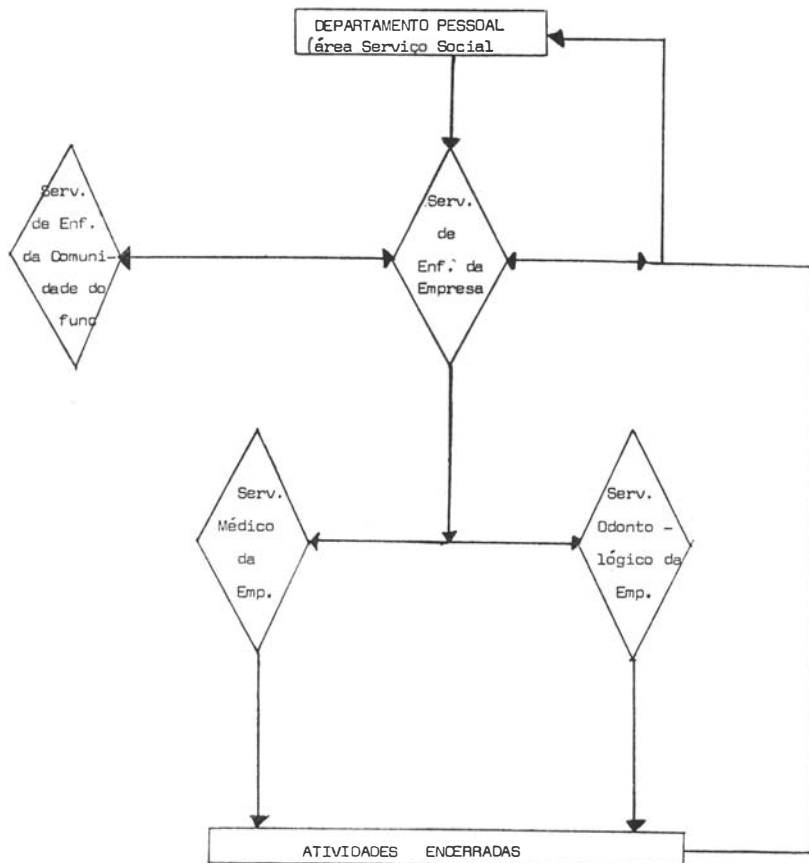 DEPARTAMENTO PESSOAL
(área Serviço Social
Serv.
de Enf.
da Comuni-
dade do
func
Serv.
de
Enf. da
Empresa
Serv.
Médico
da
Emp.
Serv.
Odonto -
lógico da
Emp.
ATIVIDADES ENCERRADAS